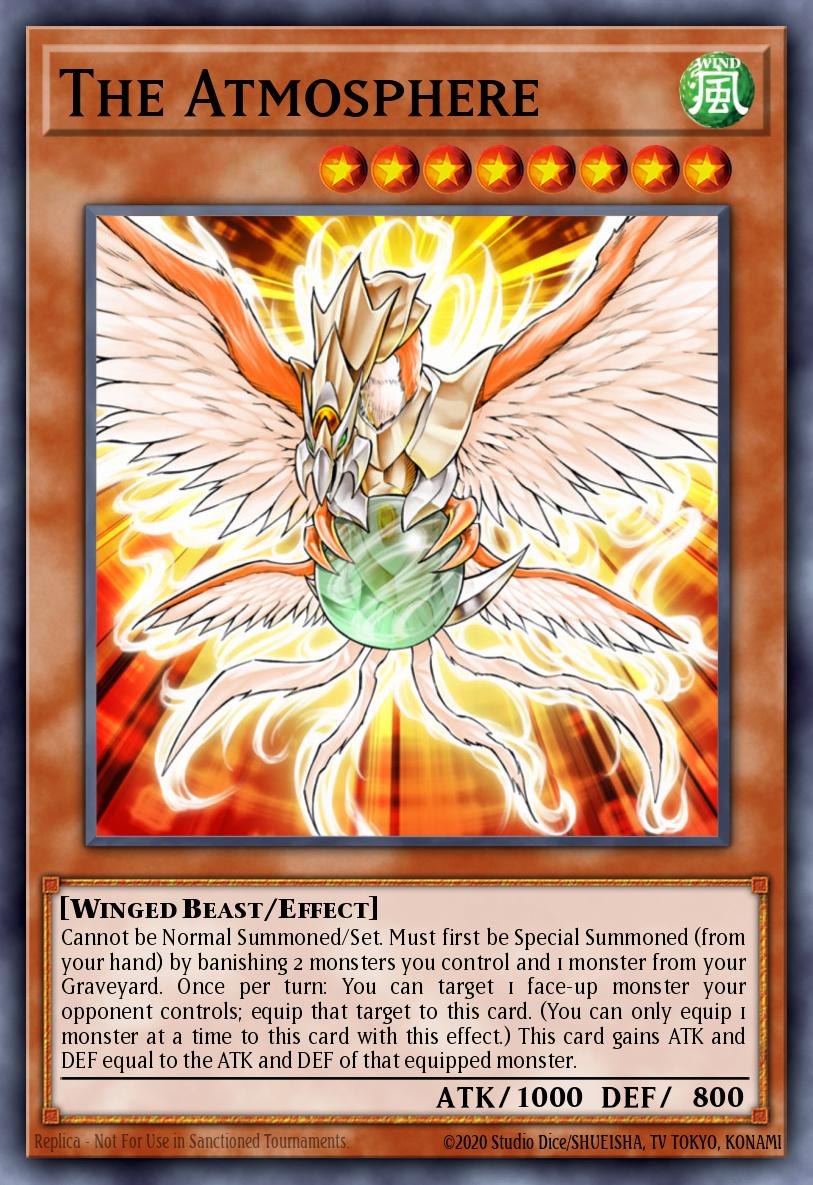 The Atmosphere
WIND
風
[Winged Beast/Effect]
Cannot be Normal Summoned/Set. Must first be Special Summoned (from
your hand) by banishing 2 monsters you control and 1 monster from your
Graveyard. Once per turn: You can target 1 face-up monster your
opponent controls; equip that target to this card. (You can only equip 1
monster at a time to this card with this effect.) This card gains ATK and
DEF equal to the ATK and DEF of that equipped monster.
ATK/1000 DEF/ 800
Replica - Not For Use in Sanctioned Tournaments.
©2020 Studio Dice/SHUEISHA, TV TOKYO, KONAMI